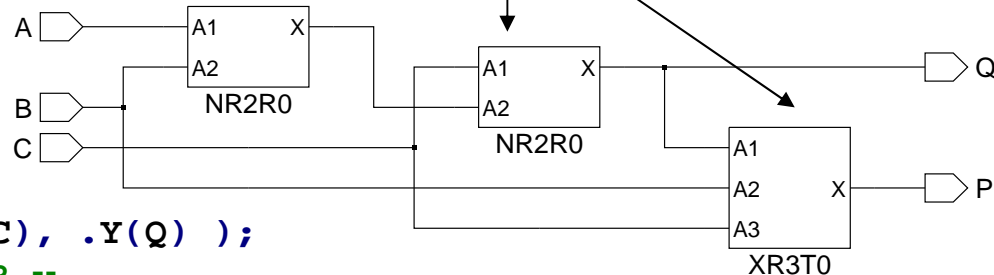 A
A1 X
A2
NR2R0
B
C
A1 X
A2
NR2R0
Q
A1
A2 X
A3
XR3T0
P
C), .Y(Q) );